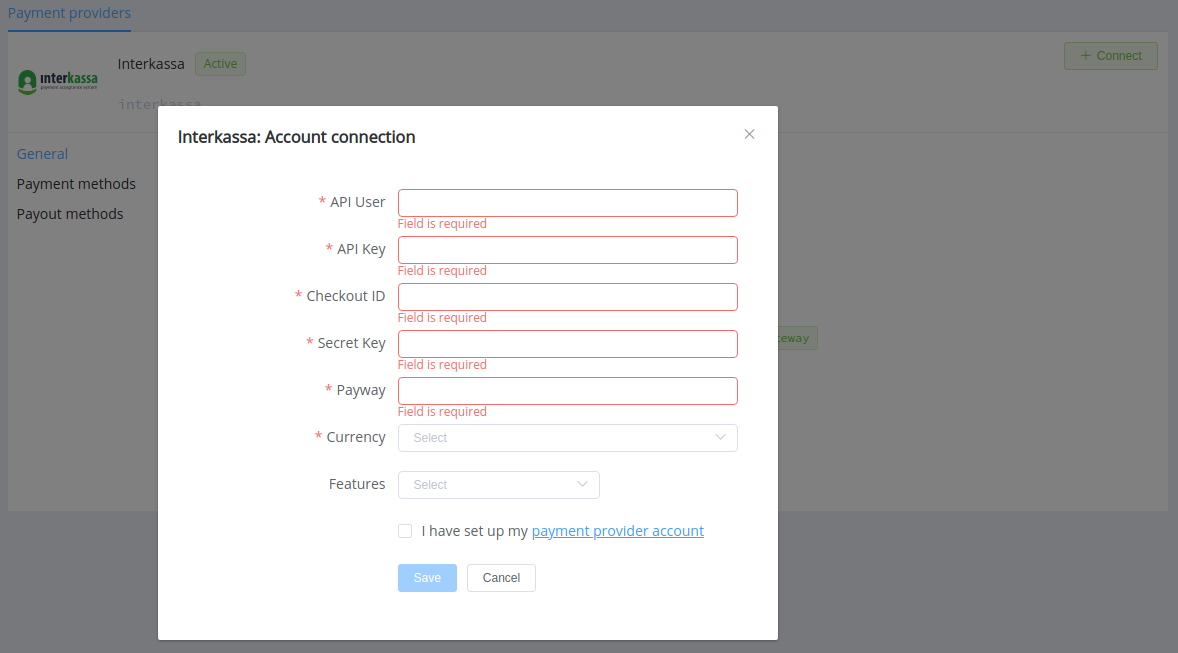 Payment providers
interkassa
payment acceptance system
Interkassa Active
+ Connect
interkassa
General
Payment methods
Payout methods
Interkassa: Account connection
* API User
Field is required
* API Key
Field is required
* Checkout ID
Field is required
* Secret Key
Field is required
* Payway
Field is required
* Currency Select
Features Select
I have set up my payment provider account
Save Cancel